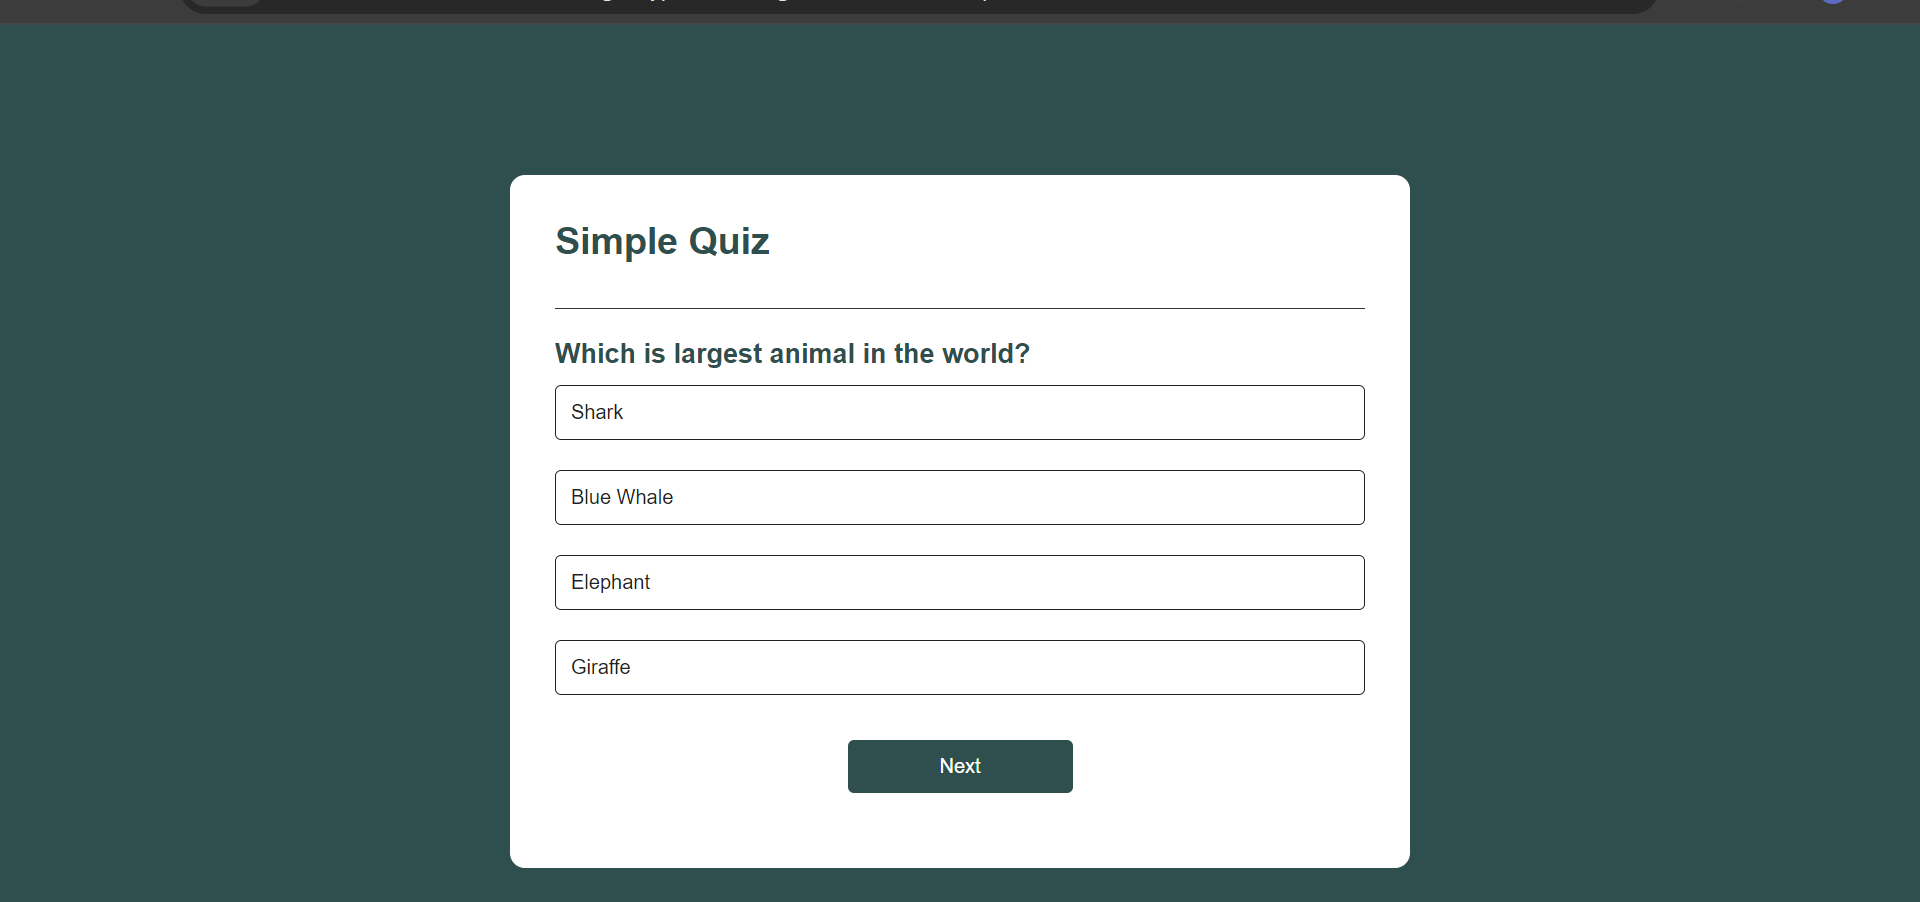 Simple Quiz
Which is largest animal in the world?
Shark
Blue Whale
Elephant
Giraffe
Next